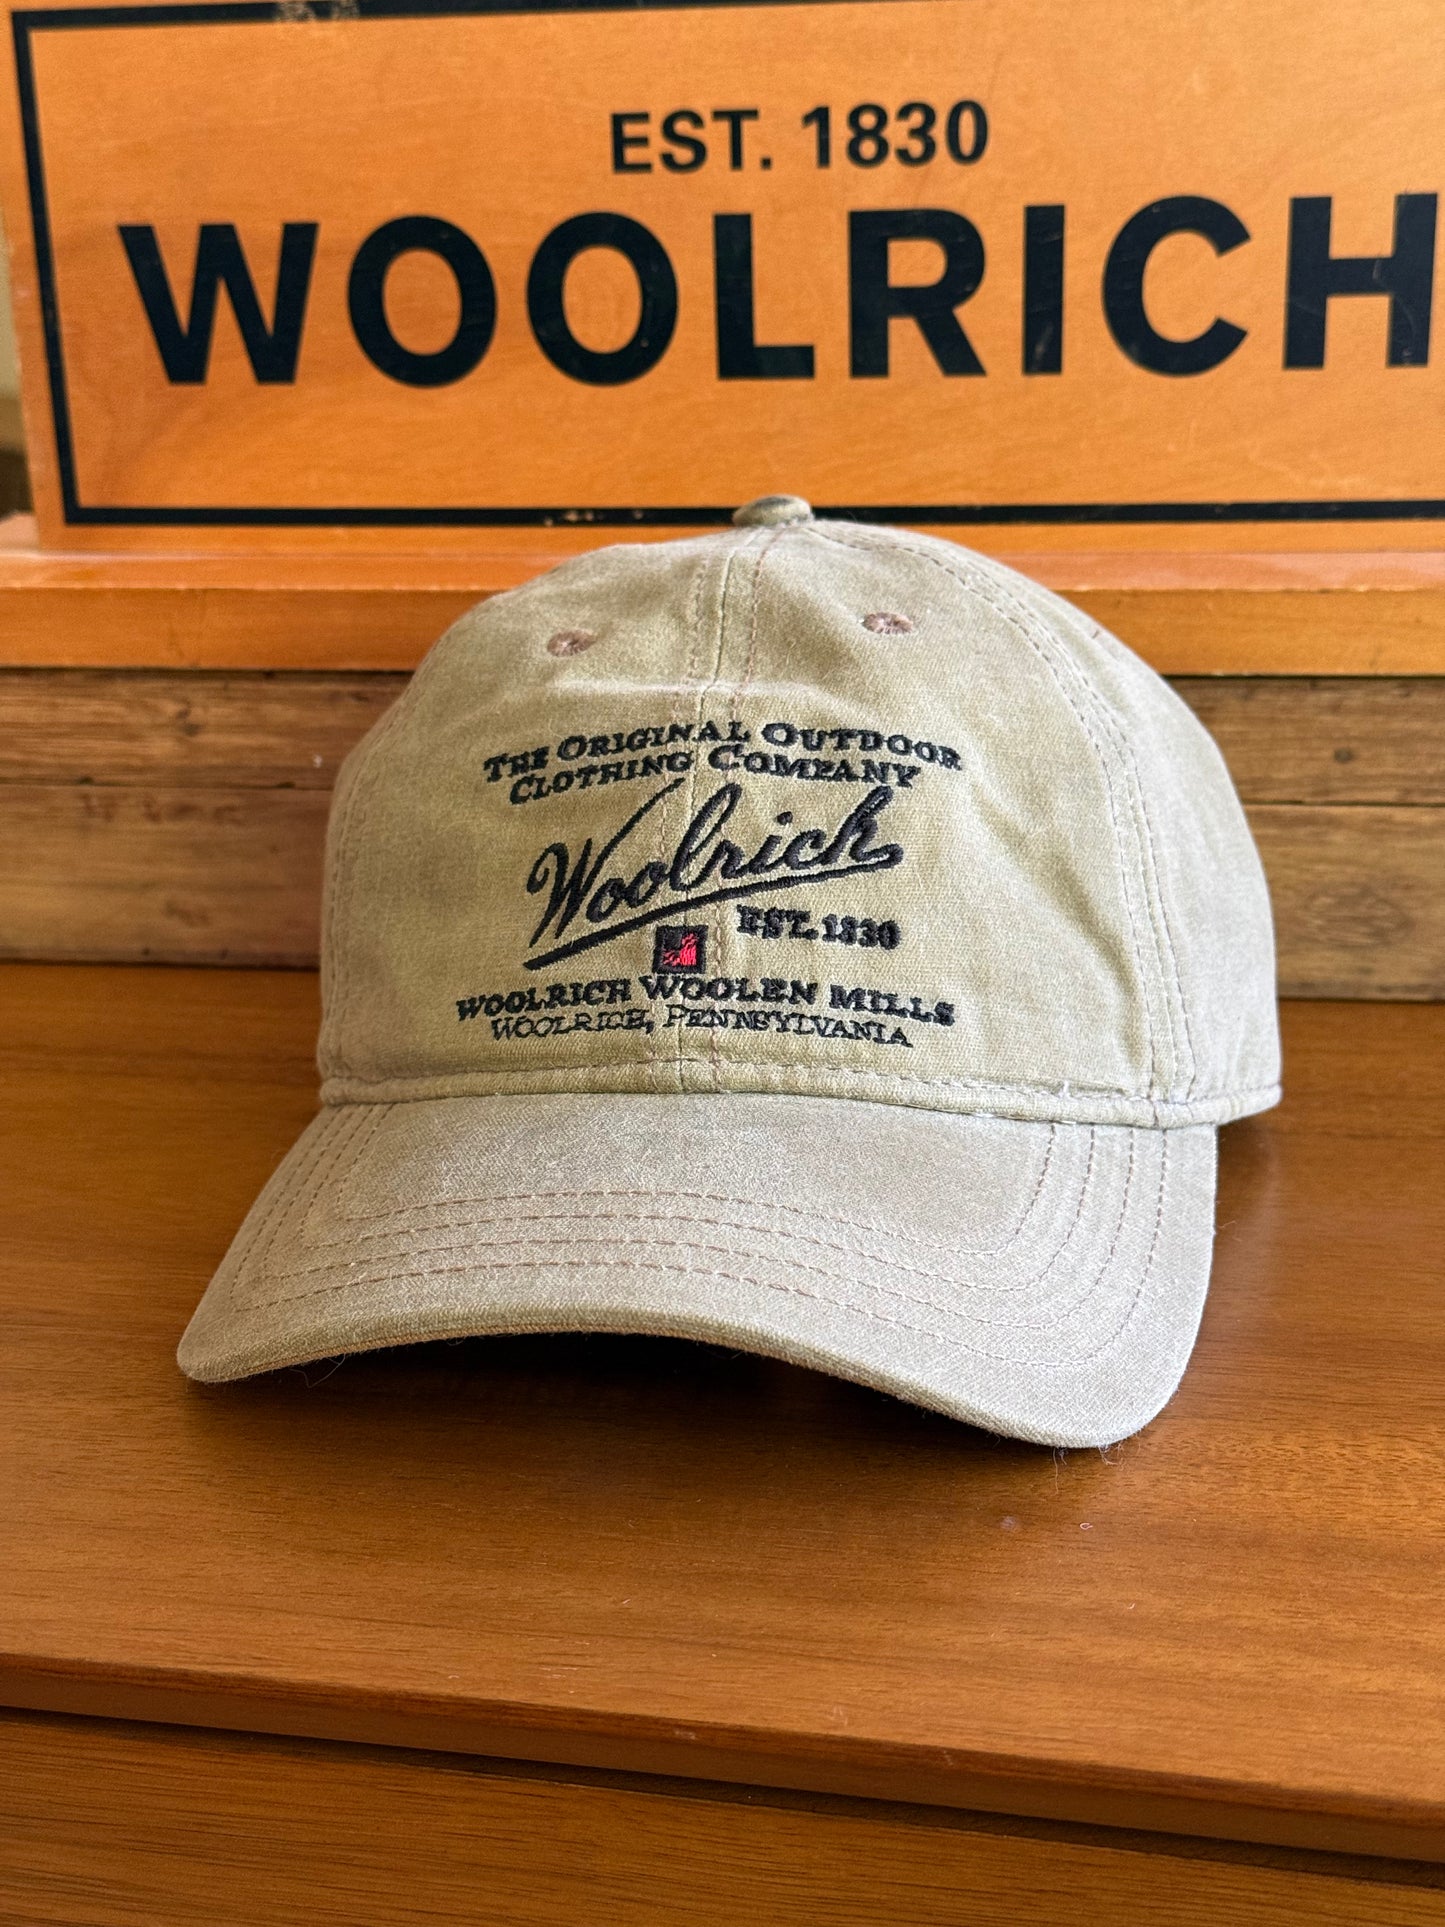 EST. 1830
WOOLRICH
THE ORIGINAL OUTDOOR
CLOTHING COMPANY
Woolrich
EST. 1830
WOOLRICH WOOLEN MILLS
WOOLRICH, PENNSYLVANIA